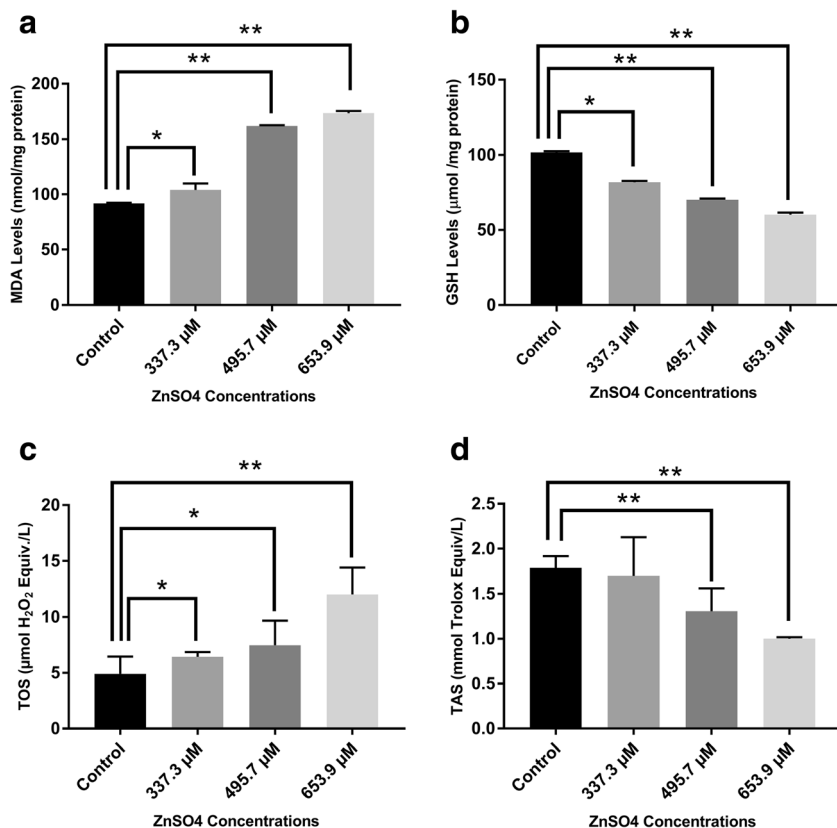 a
**
**
*
MDA Levels (nmol/mg protein)
200
150
100
50
0
Control
337.3 µM
495.7 µM
653.9 µM
ZnSO4 Concentrations
b
**
**
*
GSH Levels (µmol /mg protein)
150
100
50
0
Control
337.3 µM
495.7 µM
653.9 µM
ZnSO4 Concentrations
c
**
*
*
TOS (µmol H₂O₂ Equiv./L)
20
15
10
5
0
Control
337.3 µM
495.7 µM
653.9 µM
ZnSO4 Concentrations
d
**
**
TAS (mmol Trolox Equiv/L)
2.5
2.0
1.5
1.0
0.5
0.0
Control
337.3 µM
495.7 µM
653.9 µM
ZnSO4 Concentrations